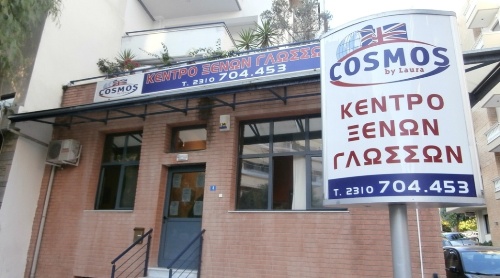 COSMOS
ΚΕΝΤΡΟ ΞΕΝΩΝ ΓΛΩΣΣΩΝ
Τ. 2310 704.453
COSMOS
by Laura
ΚΕΝΤΡΟ
ΞΕΝΩΝ
ΓΛΩΣΣΩΝ
Τ. 2310 704.453